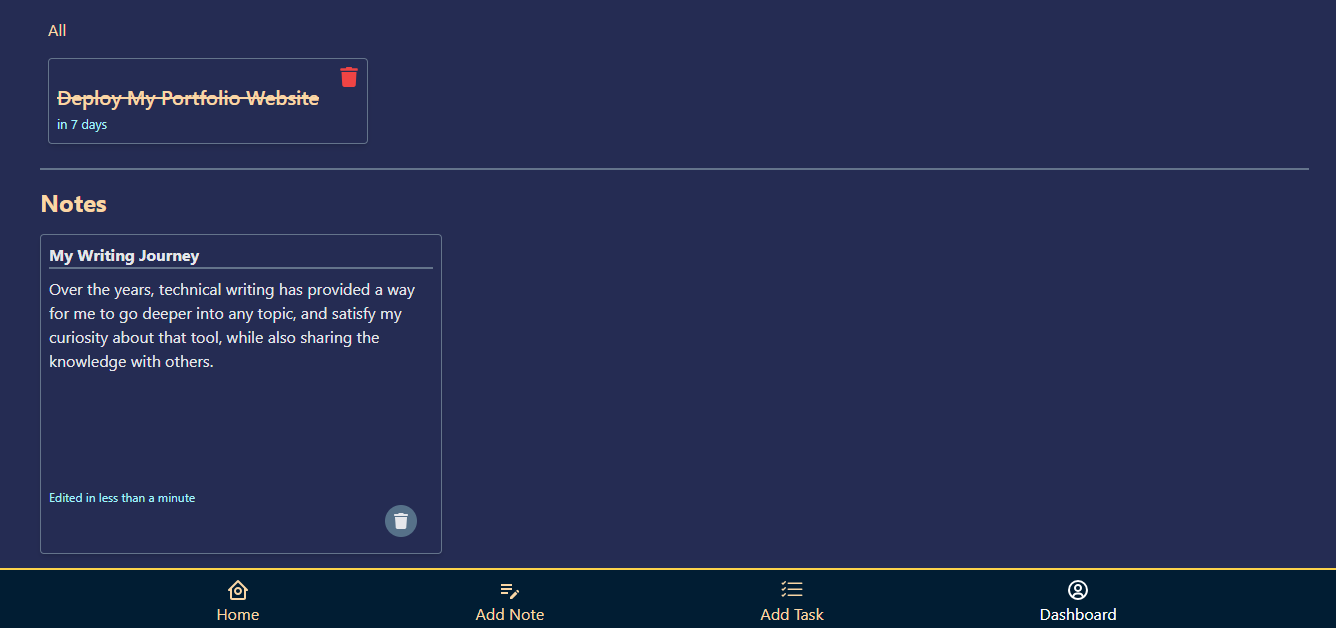 All
Deploy My Portfolio Website
in 7 days
Notes
My Writing Journey
Over the years, technical writing has provided a way
for me to go deeper into any topic, and satisfy my
curiosity about that tool, while also sharing the
knowledge with others.
Edited in less than a minute
Home
Add Note
Add Task
Dashboard